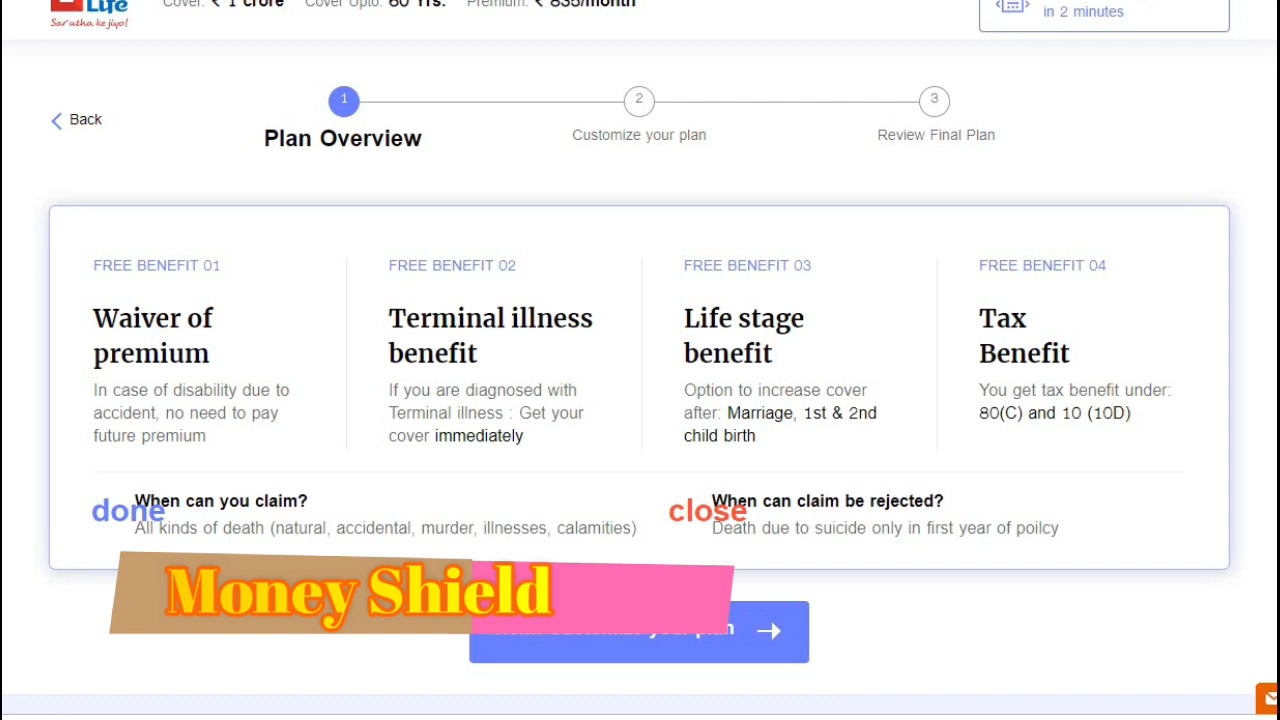 Life
Sar utha ke jiyo!
Cover: ₹ 1 crore Cover Upto: 60 Yrs. Premium: ₹ 835/month
in 2 minutes
Back
1
2
3
Plan Overview
Customize your plan
Review Final Plan
FREE BENEFIT 01
Waiver of
premium
In case of disability due to
accident, no need to pay
future premium
FREE BENEFIT 02
Terminal illness
benefit
If you are diagnosed with
Terminal illness : Get your
cover immediately
FREE BENEFIT 03
Life stage
benefit
Option to increase cover
after: Marriage, 1st & 2nd
child birth
FREE BENEFIT 04
Tax
Benefit
You get tax benefit under:
80(C) and 10 (10D)
done
When can you claim?
All kinds of death (natural, accidental, murder, illnesses, calamities)
close
When can claim be rejected?
Death due to suicide only in first year of poilcy
Money Shield
plan